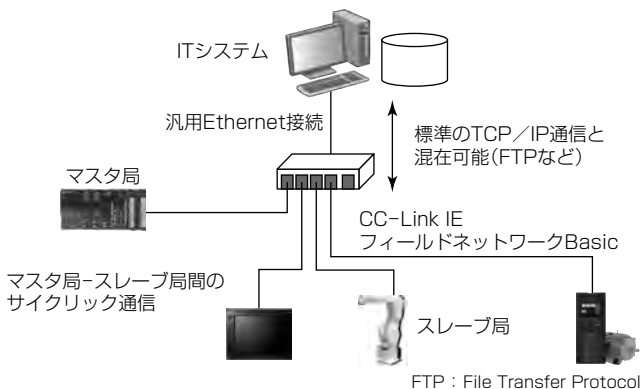 ITシステム
汎用Ethernet接続
標準のTCP／IP通信と
混在可能(FTPなど)
マスタ局
CC-Link IE
フィールドネットワークBasic
マスタ局-スレーブ局間の
サイクリック通信
スレーブ局
FTP：File Transfer Protocol